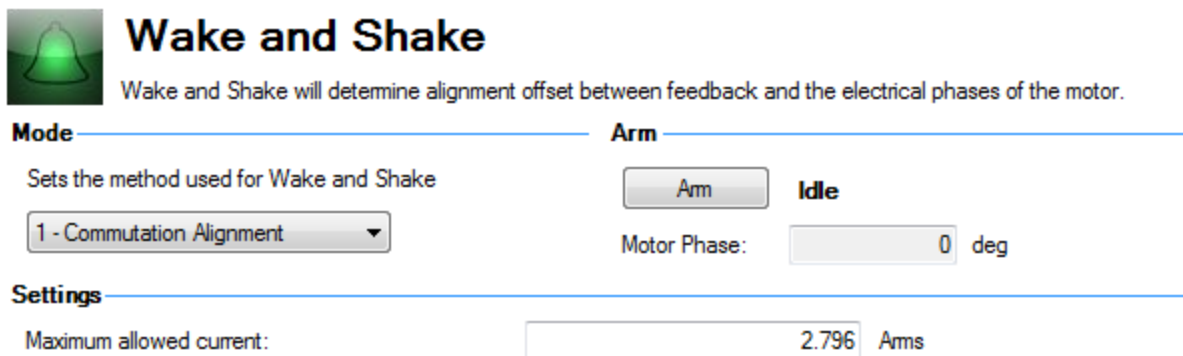 Wake and Shake
Wake and Shake will determine alignment offset between feedback and the electrical phases of the motor.
Mode
Sets the method used for Wake and Shake
1 - Commutation Alignment
Arm
Arm Idle
Motor Phase: 0 deg
Settings
Maximum allowed current: 2.796 Arms